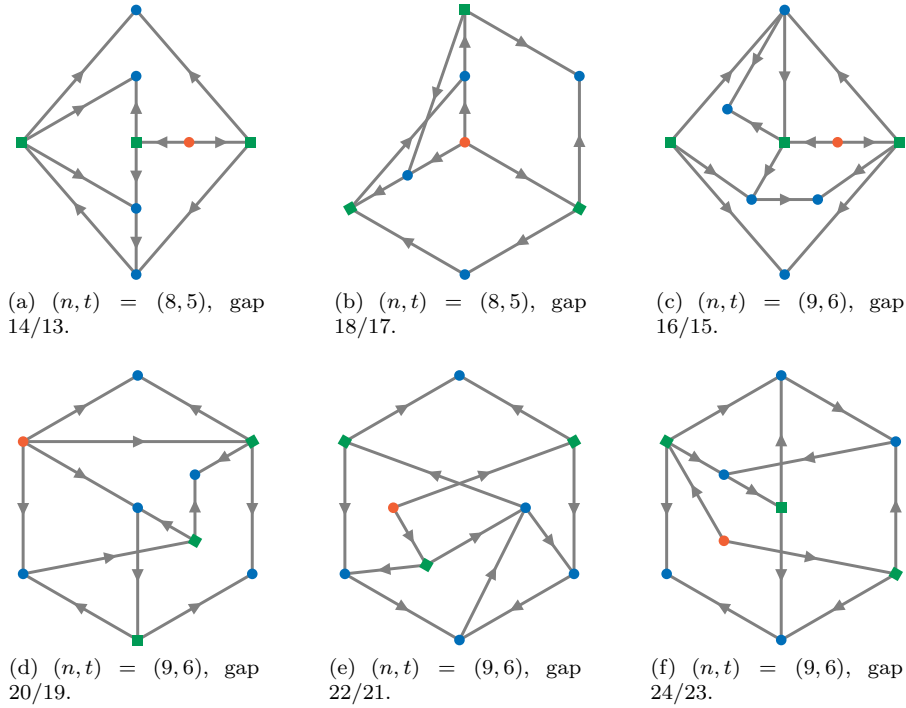 (a) (n, t) = (8, 5), gap
14/13.
(b) (n, t) = (8, 5), gap
18/17.
(c) (n, t) = (9, 6), gap
16/15.
(d) (n, t) = (9, 6), gap
20/19.
(e) (n, t) = (9, 6), gap
22/21.
(f) (n, t) = (9, 6), gap
24/23.